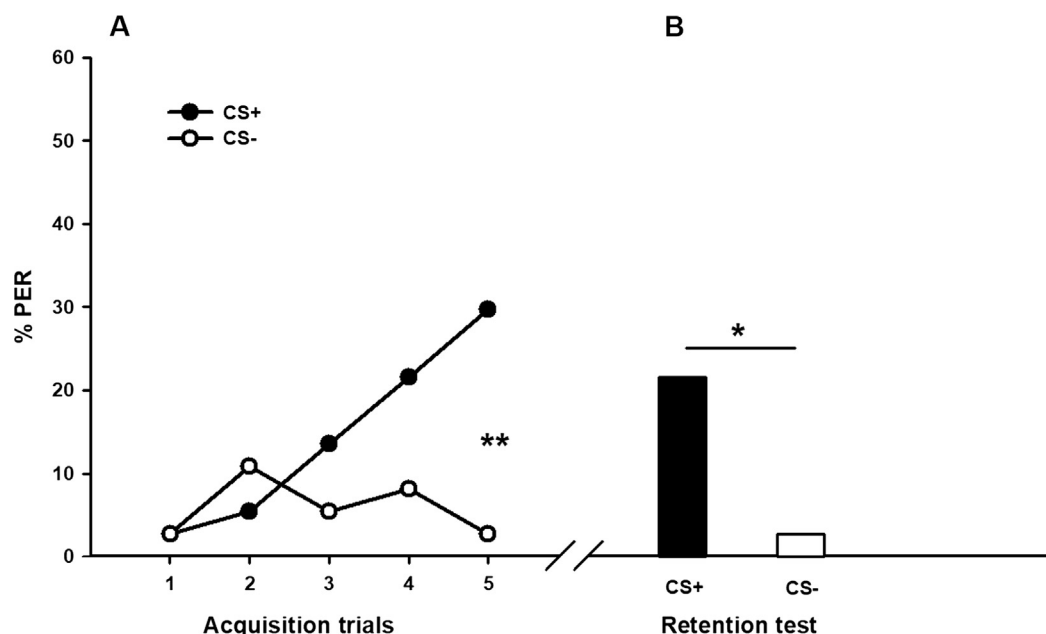 A B
60
50
40
30
20
10
0
% PER
CS+
CS-
**
*
1 2 3 4 5
CS+ CS-
Acquisition trials Retention test